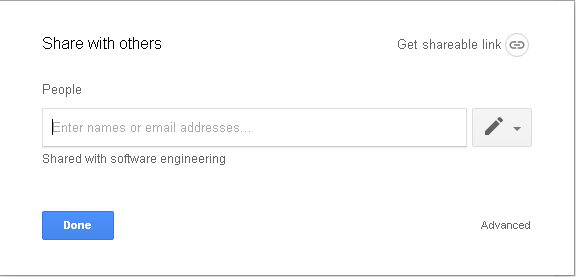 Share with others
Get shareable link
People
Enter names or email addresses...
Shared with software engineering
Done
Advanced